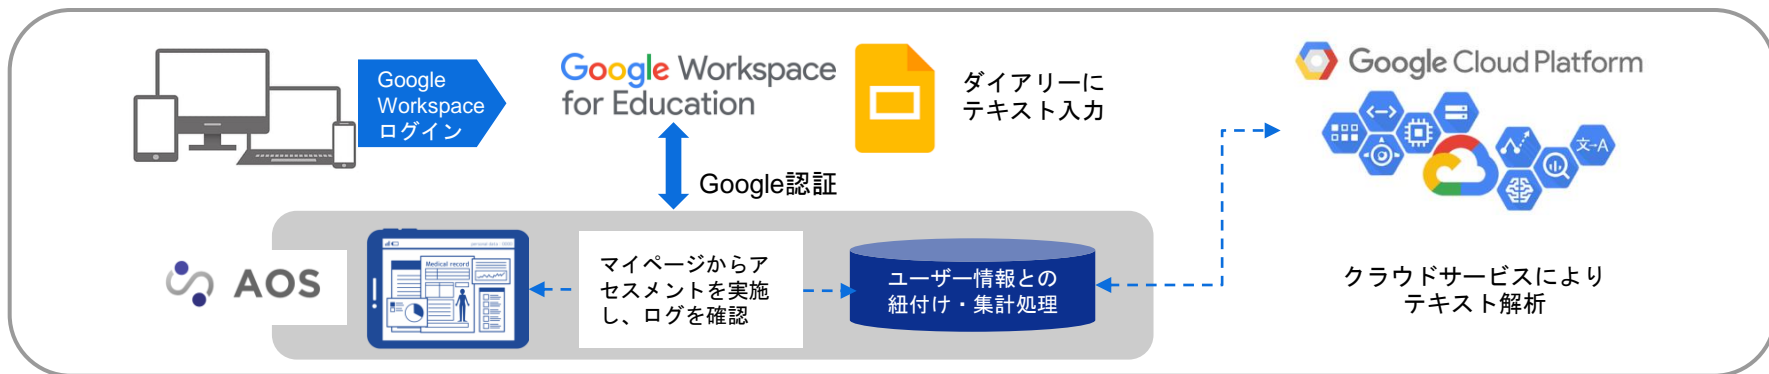 Google
Workspace
ログイン
Google Workspace
for Education
ダイアリーに
テキスト入力
Google Cloud Platform
文→A
Google認証
AOS
Medical record
マイページからア
セスメントを実施
し、ログを確認
ユーザー情報との
紐付け・集計処理
クラウドサービスにより
テキスト解析